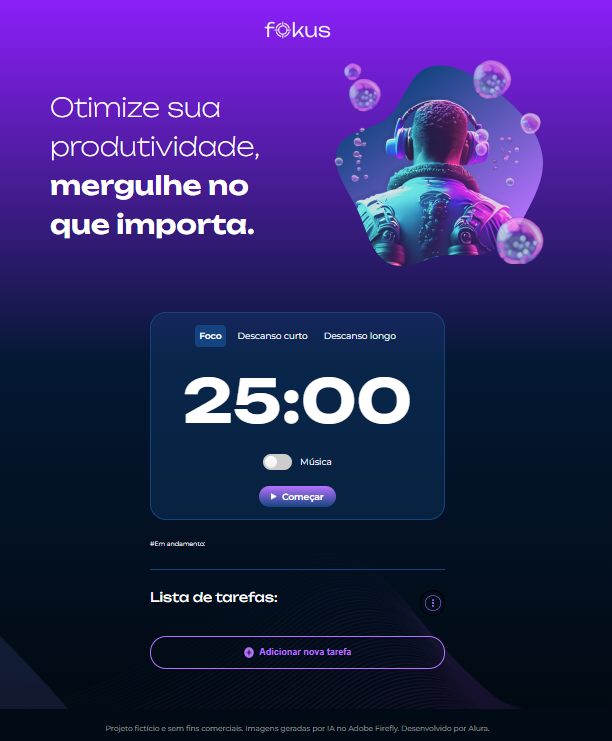 fokus
Otimize sua
produtividade,
mergulhe no
que importa.
Foco Descanso curto Descanso longo
25:00
Música
Começar
#Em andamento:
Lista de tarefas:
Adicionar nova tarefa
Projeto fictício e sem fins comerciais. Imagens geradas por IA no Adobe Firefly. Desenvolvido por Alura.